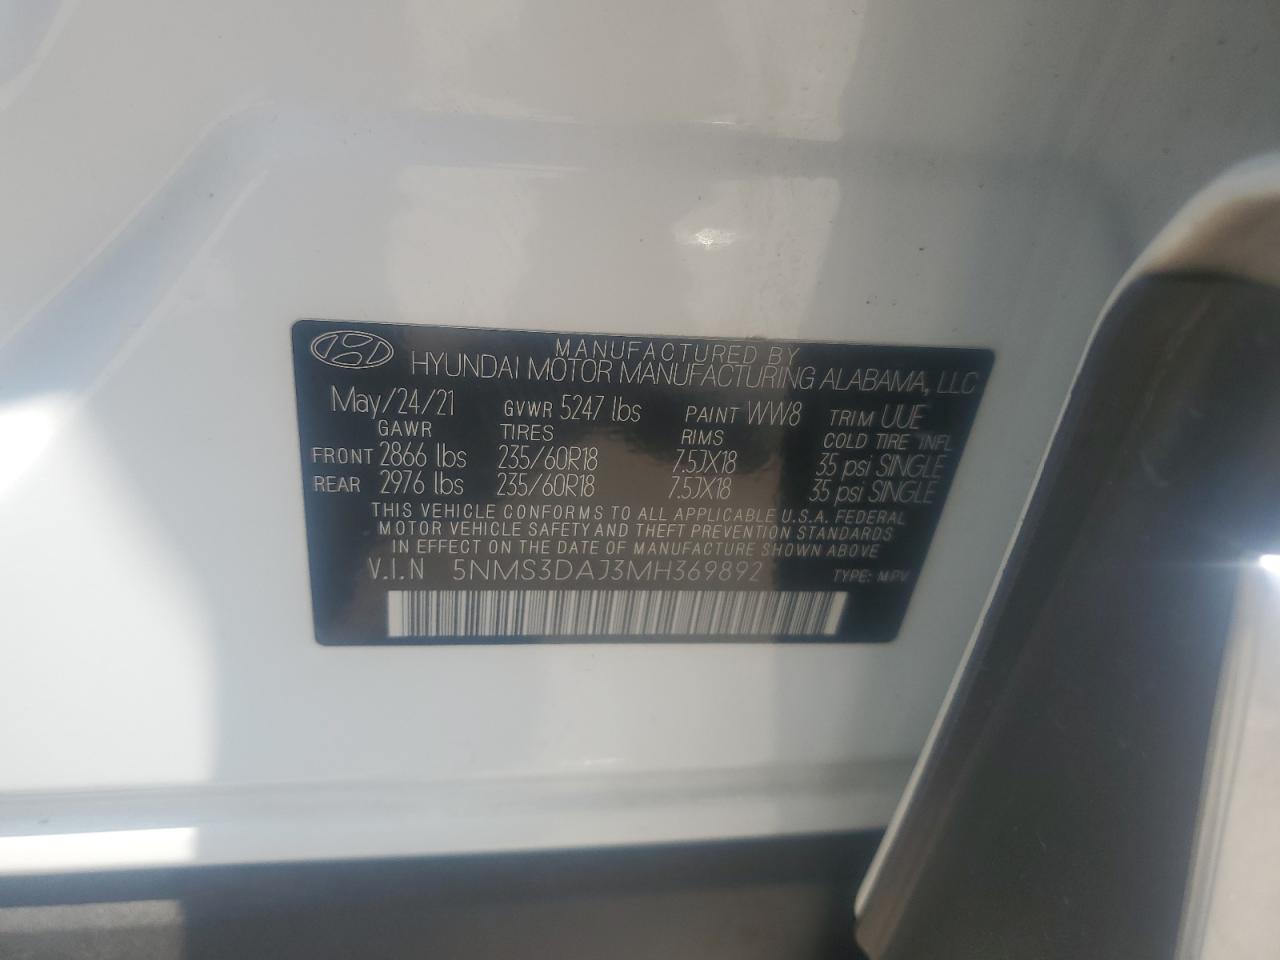 MANUFACTURED BY
HYUNDAI MOTOR MANUFACTURING ALABAMA, LLC
May/24/21 GVWR 5247 lbs PAINT WW8 TRIM UUE
GAWR TIRES RIMS COLD TIRE INFL
FRONT 2866 lbs 235/60R18 7.5JX18 35 psi SINGLE
REAR 2976 lbs 235/60R18 7.5JX18 35 psi SINGLE
THIS VEHICLE CONFORMS TO ALL APPLICABLE U.S.A. FEDERAL
MOTOR VEHICLE SAFETY AND THEFT PREVENTION STANDARDS
IN EFFECT ON THE DATE OF MANUFACTURE SHOWN ABOVE
V.I.N 5NMS3DAJ3MH369892 TYPE: MPV